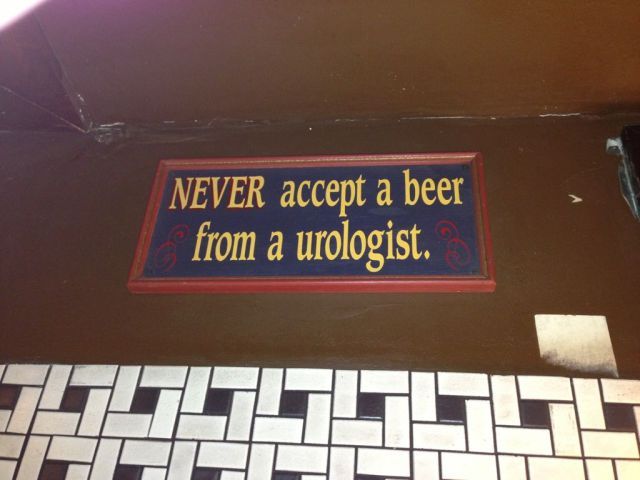 NEVER accept a beer
from a urologist.